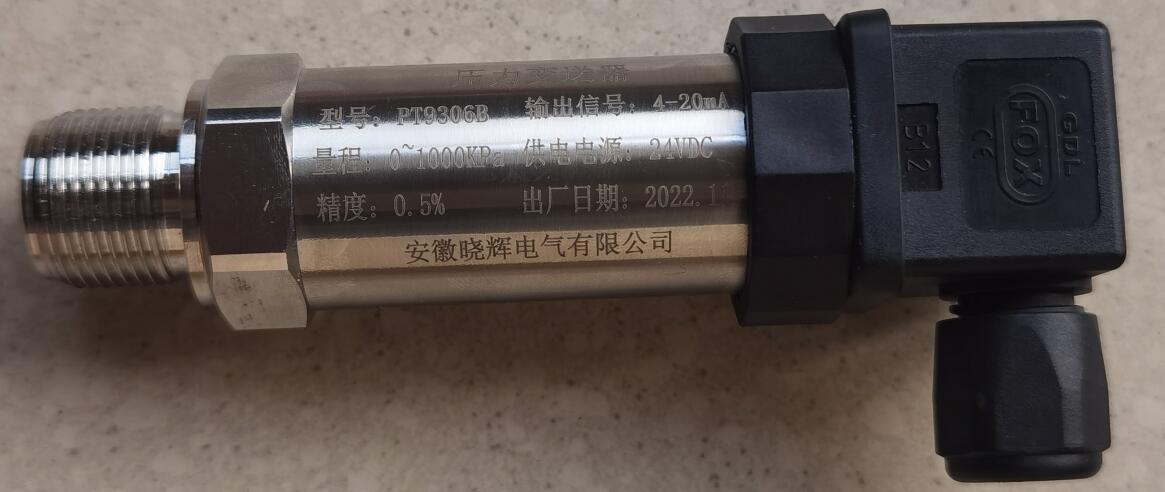 压力变送器
型号：PT9306B 输出信号：4-20mA
量程：0~1000KPa 供电电源：24VDC
精度：0.5% 出厂日期：2022.1
安徽晓辉电气有限公司
B12
GDL
FOX
CE